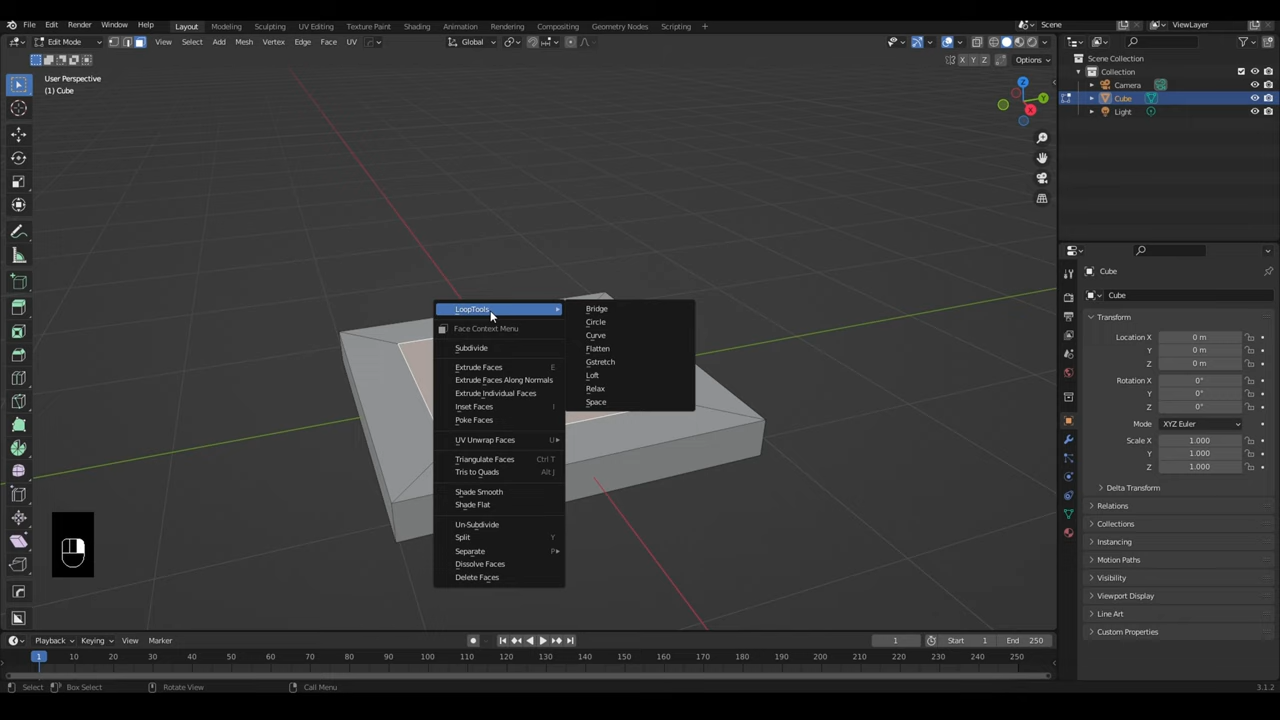 File Edit Render Window Help Layout Modeling Sculpting UV Editing Texture Paint Shading Animation Rendering Compositing Geometry Nodes Scripting + Scene ViewLayer
Edit Mode View Select Add Mesh Vertex Edge Face UV Global
X Y Z Options
User Perspective
(1) Cube
Scene Collection
Collection
Camera
Cube
Light
Z
Y
X
LoopTools
Face Context Menu
Subdivide
Extrude Faces E
Extrude Faces Along Normals
Extrude Individual Faces
Inset Faces I
Poke Faces
UV Unwrap Faces U
Triangulate Faces Ctrl T
Tris to Quads Alt J
Shade Smooth
Shade Flat
Un-Subdivide
Split Y
Separate P
Dissolve Faces
Delete Faces
Bridge
Circle
Curve
Flatten
Gstretch
Loft
Relax
Space
Cube
Cube
Transform
Location X 0 m
Y 0 m
Z 0 m
Rotation X 0°
Y 0°
Z 0°
Mode XYZ Euler
Scale X 1.000
Y 1.000
Z 1.000
Delta Transform
Relations
Collections
Instancing
Motion Paths
Visibility
Viewport Display
Line Art
Custom Properties
Playback Keying View Marker 1 Start 1 End 250
1 10 20 30 40 50 60 70 80 90 100 110 120 130 140 150 160 170 180 190 200 210 220 230 240 250
Select Box Select Rotate View Call Menu 3.1.2